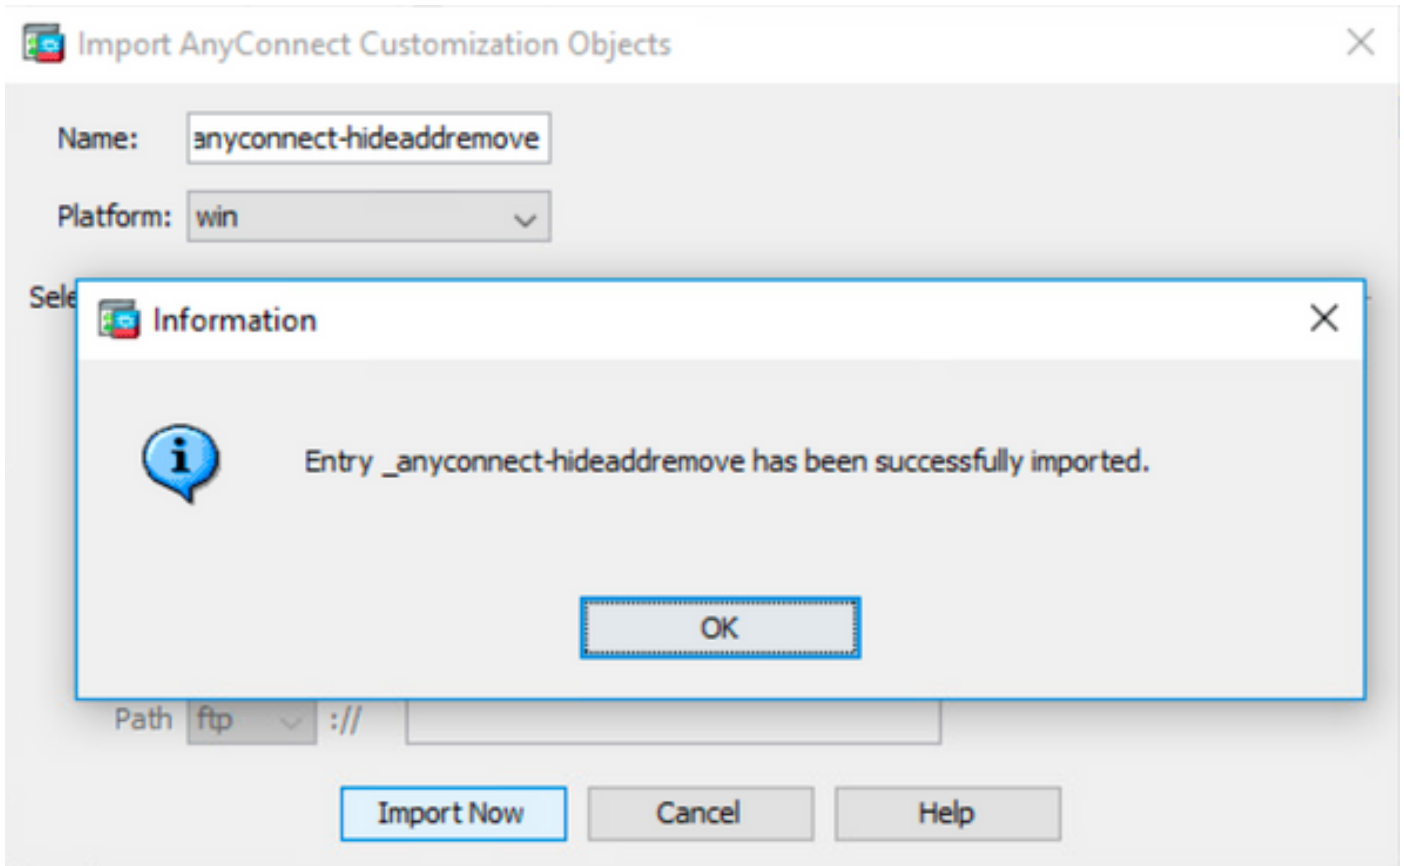 Import AnyConnect Customization Objects
Name: anyconnect-hideaddremove
Platform: win
Sele
Information
Entry _anyconnect-hideaddremove has been successfully imported.
OK
Path ftp ://
Import Now Cancel Help